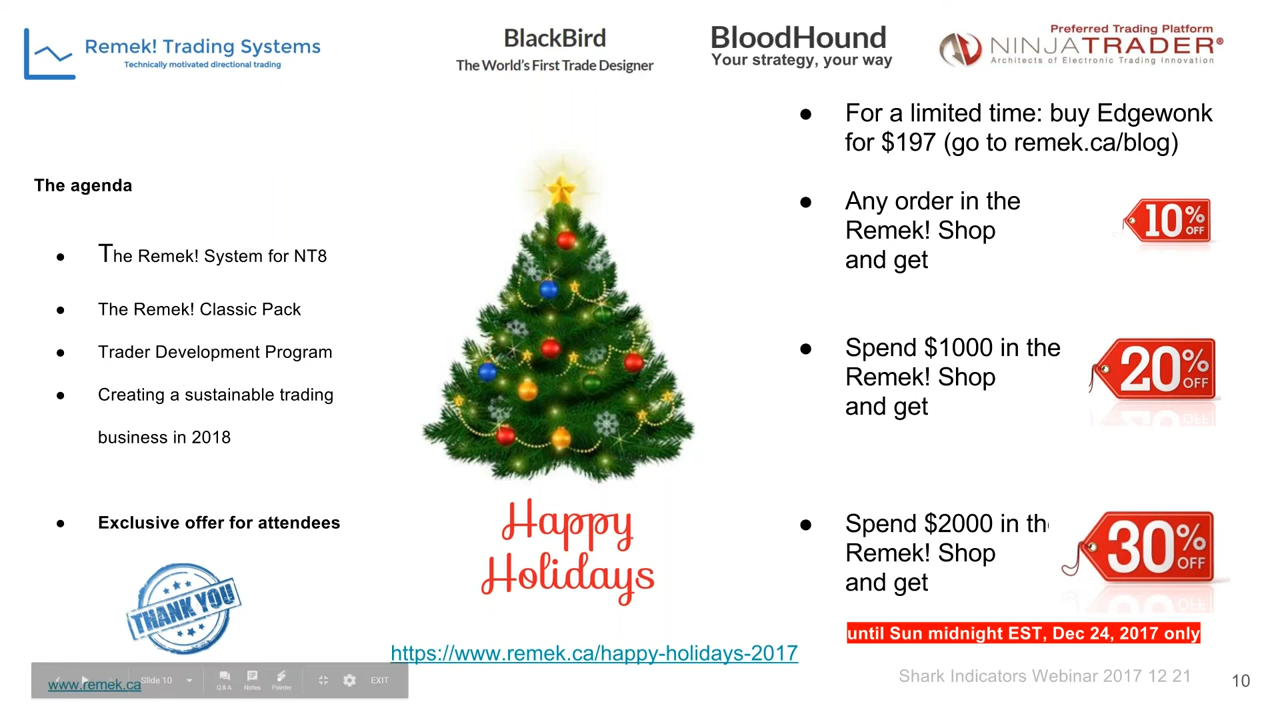 Remek! Trading Systems
Technically motivated directional trading
BlackBird
The World's First Trade Designer
BloodHound
Your strategy, your way
Preferred Trading Platform
NINJATRADER®
Architects of Electronic Trading Innovation
The agenda
● The Remek! System for NT8
● The Remek! Classic Pack
● Trader Development Program
● Creating a sustainable trading
business in 2018
● Exclusive offer for attendees
THANK YOU
Happy
Holidays
https://www.remek.ca/happy-holidays-2017
● For a limited time: buy Edgewonk
for $197 (go to remek.ca/blog)
● Any order in the
Remek! Shop
and get
10% OFF
● Spend $1000 in the
Remek! Shop
and get
20% OFF
● Spend $2000 in the
Remek! Shop
and get
30% OFF
until Sun midnight EST, Dec 24, 2017 only
Shark Indicators Webinar 2017 12 21
10
www.remek.ca
Slide 10
Q&A
Notes
Pointer
EXIT